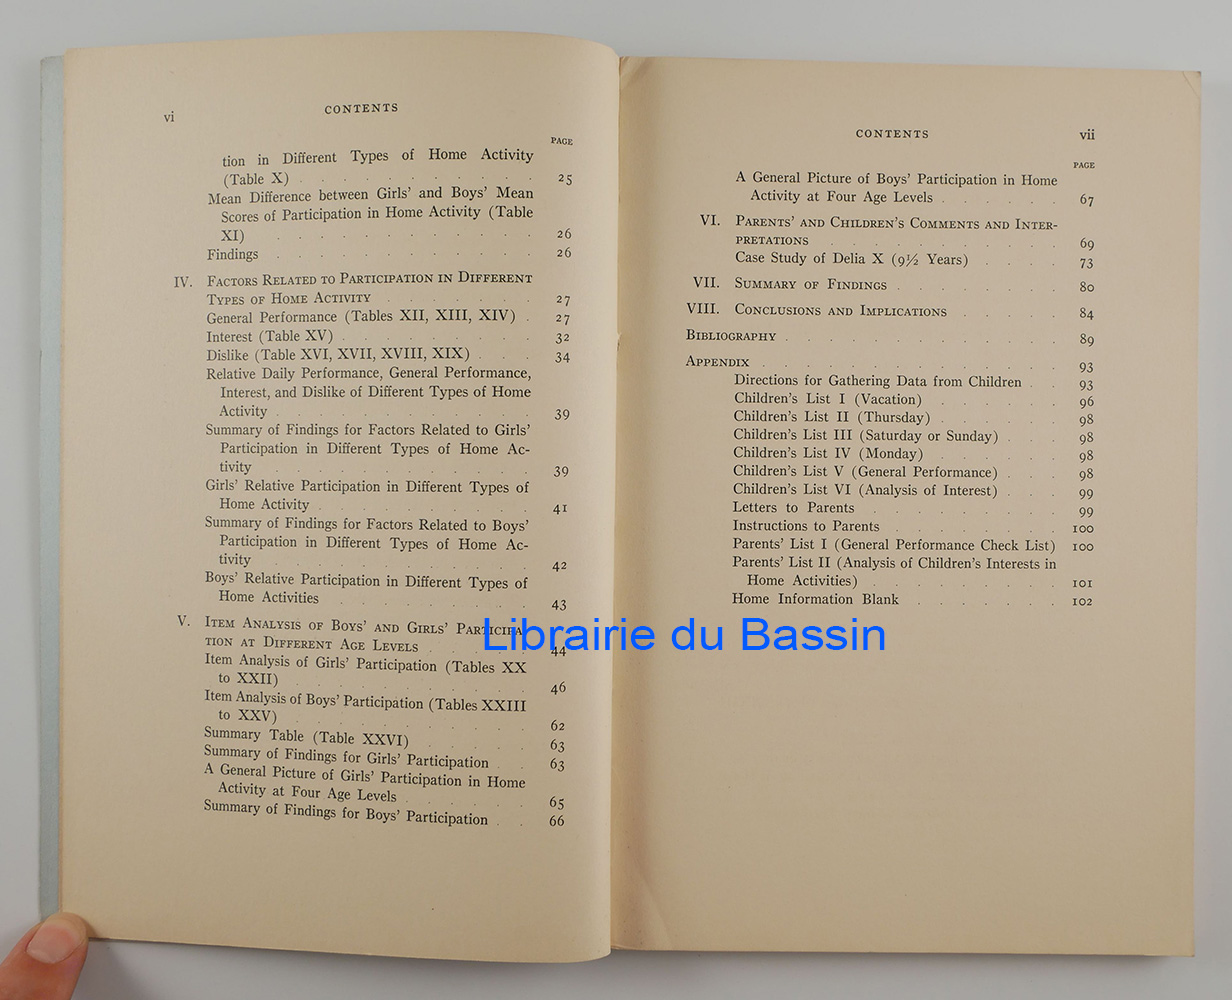 vi
CONTENTS
PAGE
tion in Different Types of Home Activity
(Table X) . . . . . . . . . . . 25
Mean Difference between Girls' and Boys' Mean
Scores of Participation in Home Activity (Table
XI) . . . . . . . . . . . . 26
Findings . . . . . . . . . . . . 26
IV. Factors Related to Participation in Different
Types of Home Activity . . . . . . . 27
General Performance (Tables XII, XIII, XIV) . 27
Interest (Table XV) . . . . . . . . . 32
Dislike (Table XVI, XVII, XVIII, XIX) . . . 34
Relative Daily Performance, General Performance,
Interest, and Dislike of Different Types of Home
Activity . . . . . . . . . . . . 39
Summary of Findings for Factors Related to Girls'
Participation in Different Types of Home Ac-
tivity . . . . . . . . . . . . . 39
Girls' Relative Participation in Different Types of
Home Activity . . . . . . . . . . 41
Summary of Findings for Factors Related to Boys'
Participation in Different Types of Home Ac-
tivity . . . . . . . . . . . . . 42
Boys' Relative Participation in Different Types of
Home Activities . . . . . . . . . 43
V. Item Analysis of Boys' and Girls' Participa-
tion at Different Age Levels . . . . . 44
Item Analysis of Girls' Participation (Tables XX
to XXII) . . . . . . . . . . . 46
Item Analysis of Boys' Participation (Tables XXIII
to XXV) . . . . . . . . . . . 62
Summary Table (Table XXVI) . . . . . 63
Summary of Findings for Girls' Participation . . 63
A General Picture of Girls' Participation in Home
Activity at Four Age Levels . . . . . . 65
Summary of Findings for Boys' Participation . . 66
CONTENTS
vii
PAGE
A General Picture of Boys' Participation in Home
Activity at Four Age Levels . . . . . . 67
VI. Parents' and Children's Comments and Inter-
pretations . . . . . . . . . . . 69
Case Study of Delia X (9½ Years) . . . . 73
VII. Summary of Findings . . . . . . . . 80
VIII. Conclusions and Implications . . . . . 84
Bibliography . . . . . . . . . . . . . 89
Appendix . . . . . . . . . . . . . . 93
Directions for Gathering Data from Children . . 93
Children's List I (Vacation) . . . . . . 96
Children's List II (Thursday) . . . . . . 98
Children's List III (Saturday or Sunday) . . . 98
Children's List IV (Monday) . . . . . . 98
Children's List V (General Performance) . . . 98
Children's List VI (Analysis of Interest) . . . 99
Letters to Parents . . . . . . . . . . 99
Instructions to Parents . . . . . . . . 100
Parents' List I (General Performance Check List) 100
Parents' List II (Analysis of Children's Interests in
Home Activities) . . . . . . . . . 101
Home Information Blank . . . . . . . 102
Librairie du Bassin